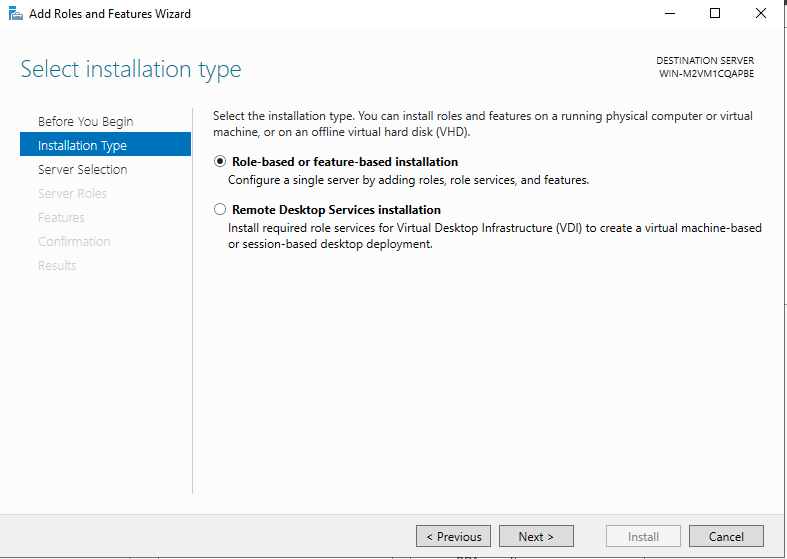 Add Roles and Features Wizard
Select installation type
DESTINATION SERVER
WIN-M2VM1CQAPBE
Before You Begin
Installation Type
Server Selection
Server Roles
Features
Confirmation
Results
Select the installation type. You can install roles and features on a running physical computer or virtual
machine, or on an offline virtual hard disk (VHD).
Role-based or feature-based installation
Configure a single server by adding roles, role services, and features.
Remote Desktop Services installation
Install required role services for Virtual Desktop Infrastructure (VDI) to create a virtual machine-based
or session-based desktop deployment.
< Previous
Next >
Install
Cancel